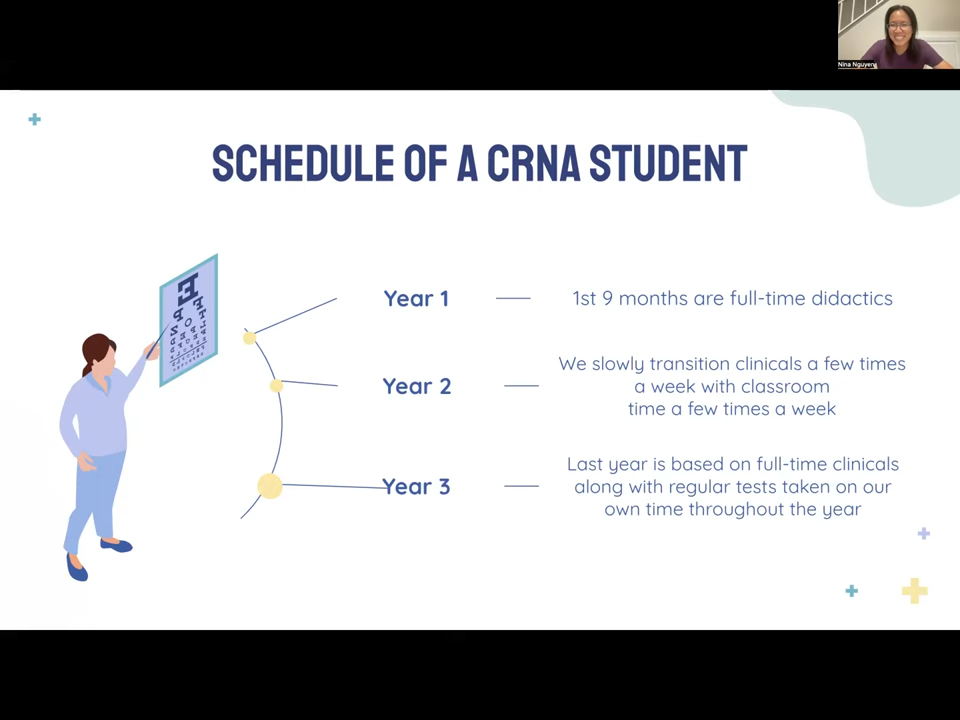 Nina Nguyen
SCHEDULE OF A CRNA STUDENT
Year 1
1st 9 months are full-time didactics
Year 2
We slowly transition clinicals a few times
a week with classroom
time a few times a week
Year 3
Last year is based on full-time clinicals
along with regular tests taken on our
own time throughout the year